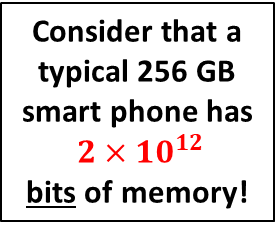 Consider that a
typical 256 GB
smart phone has
2 × 10¹²
bits of memory!